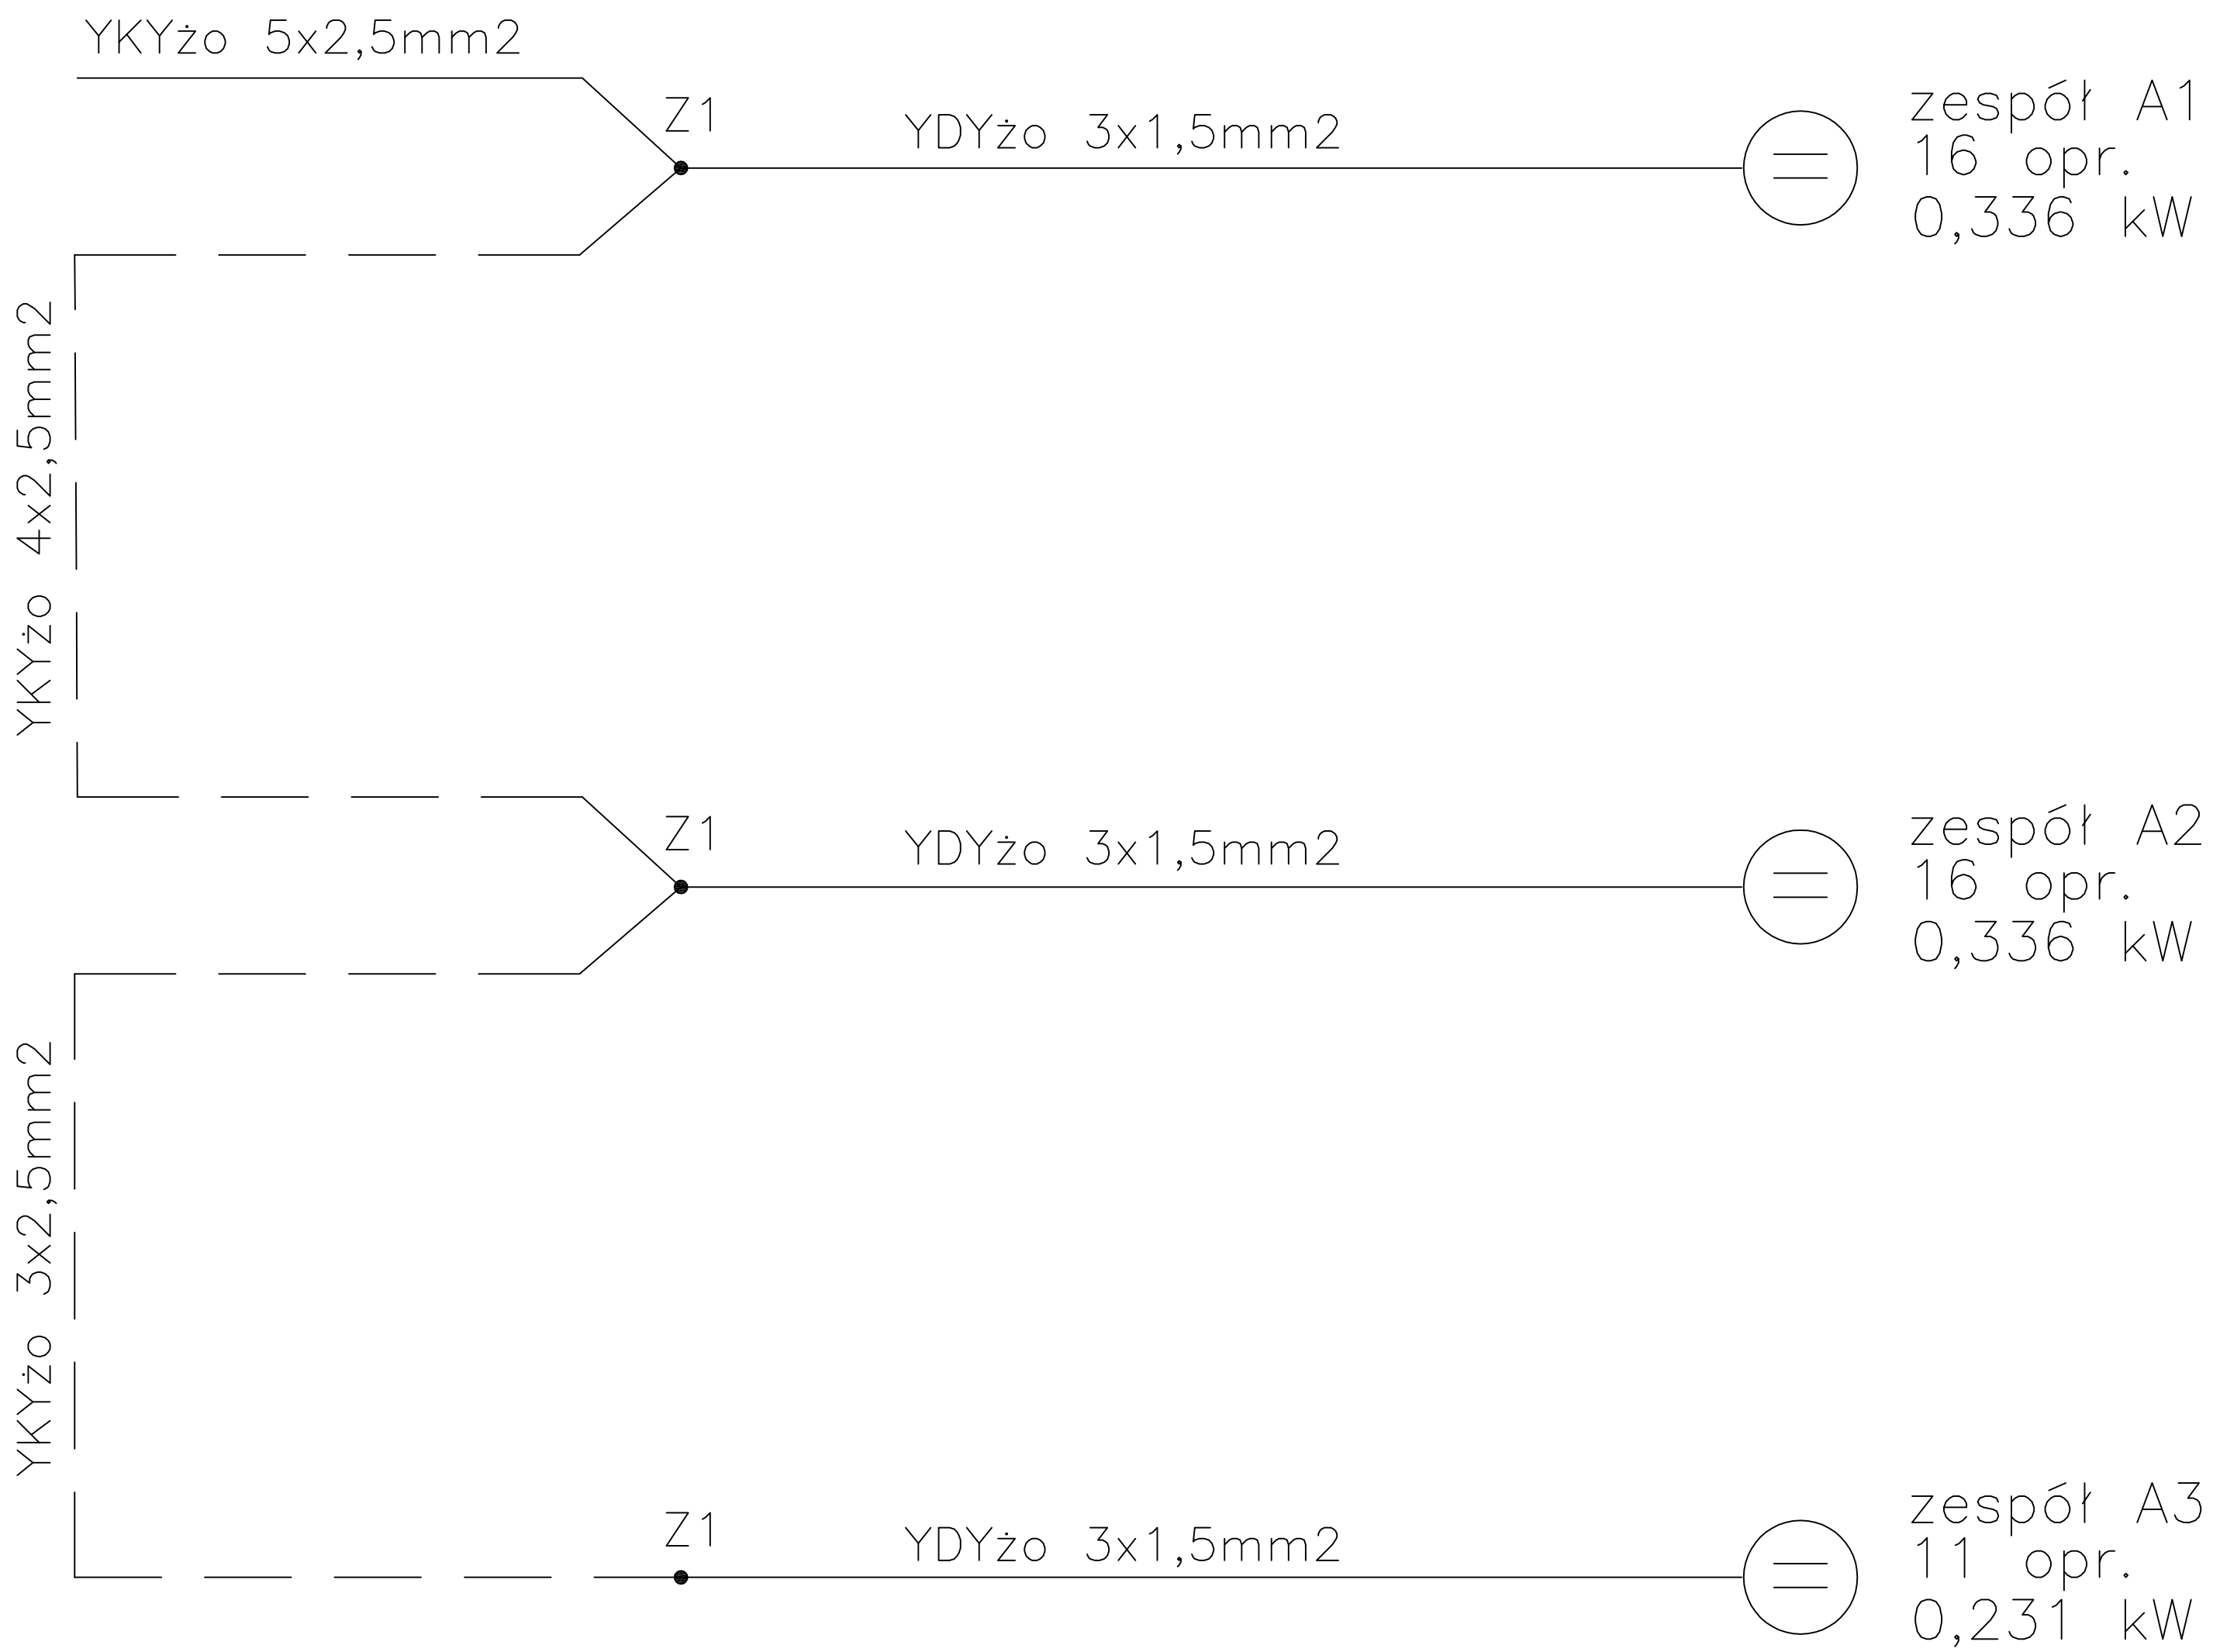 YKYżo 5x2,5mm2
Z1
YDYżo 3x1,5mm2
zespół A1
16 opr.
0,336 kW
YKYżo 4x2,5mm2
Z1
YDYżo 3x1,5mm2
zespół A2
16 opr.
0,336 kW
YKYżo 3x2,5mm2
Z1
YDYżo 3x1,5mm2
zespół A3
11 opr.
0,231 kW